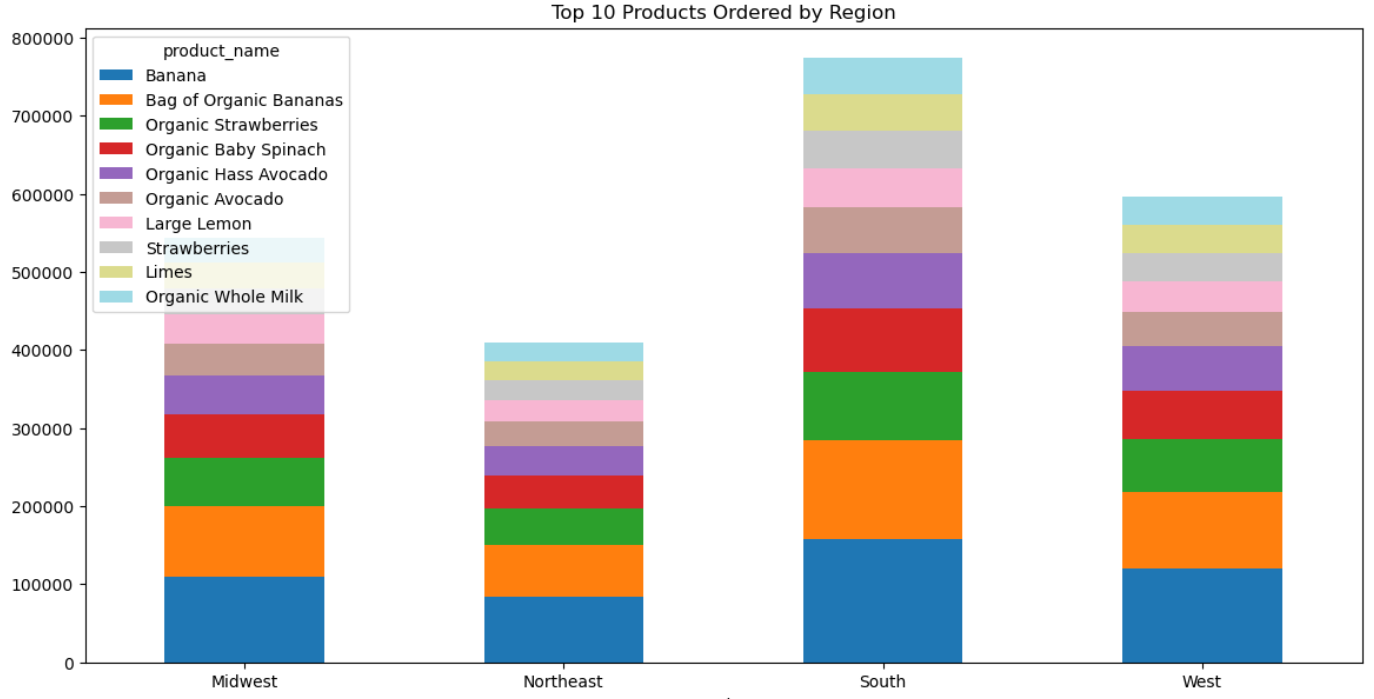 Top 10 Products Ordered by Region
800000
700000
600000
500000
400000
300000
200000
100000
0
product_name
Banana
Bag of Organic Bananas
Organic Strawberries
Organic Baby Spinach
Organic Hass Avocado
Organic Avocado
Large Lemon
Strawberries
Limes
Organic Whole Milk
Midwest Northeast South West